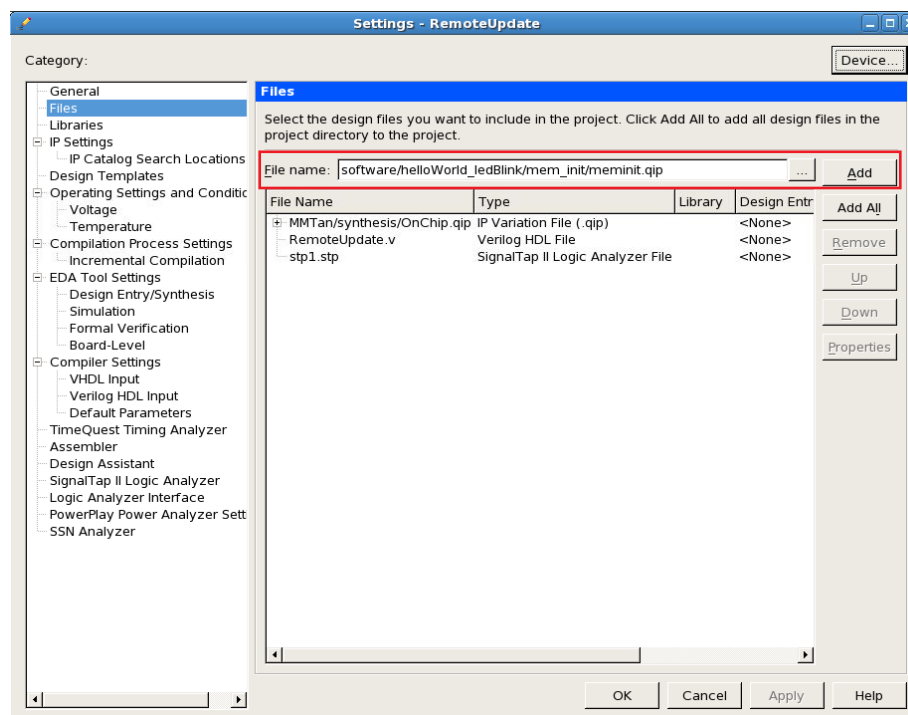 Settings - RemoteUpdate
Category:
Device...
General
Files
Libraries
IP Settings
IP Catalog Search Locations
Design Templates
Operating Settings and Conditic
Voltage
Temperature
Compilation Process Settings
Incremental Compilation
EDA Tool Settings
Design Entry/Synthesis
Simulation
Formal Verification
Board-Level
Compiler Settings
VHDL Input
Verilog HDL Input
Default Parameters
TimeQuest Timing Analyzer
Assembler
Design Assistant
SignalTap II Logic Analyzer
Logic Analyzer Interface
PowerPlay Power Analyzer Sett
SSN Analyzer
Files
Select the design files you want to include in the project. Click Add All to add all design files in the
project directory to the project.
File name: software/helloWorld_ledBlink/mem_init/meminit.qip ... Add
File Name Type Library Design Entr
MMTan/synthesis/OnChip.qip IP Variation File (.qip) <None>
RemoteUpdate.v Verilog HDL File <None>
stp1.stp SignalTap II Logic Analyzer File <None>
Add All
Remove
Up
Down
Properties
OK Cancel Apply Help